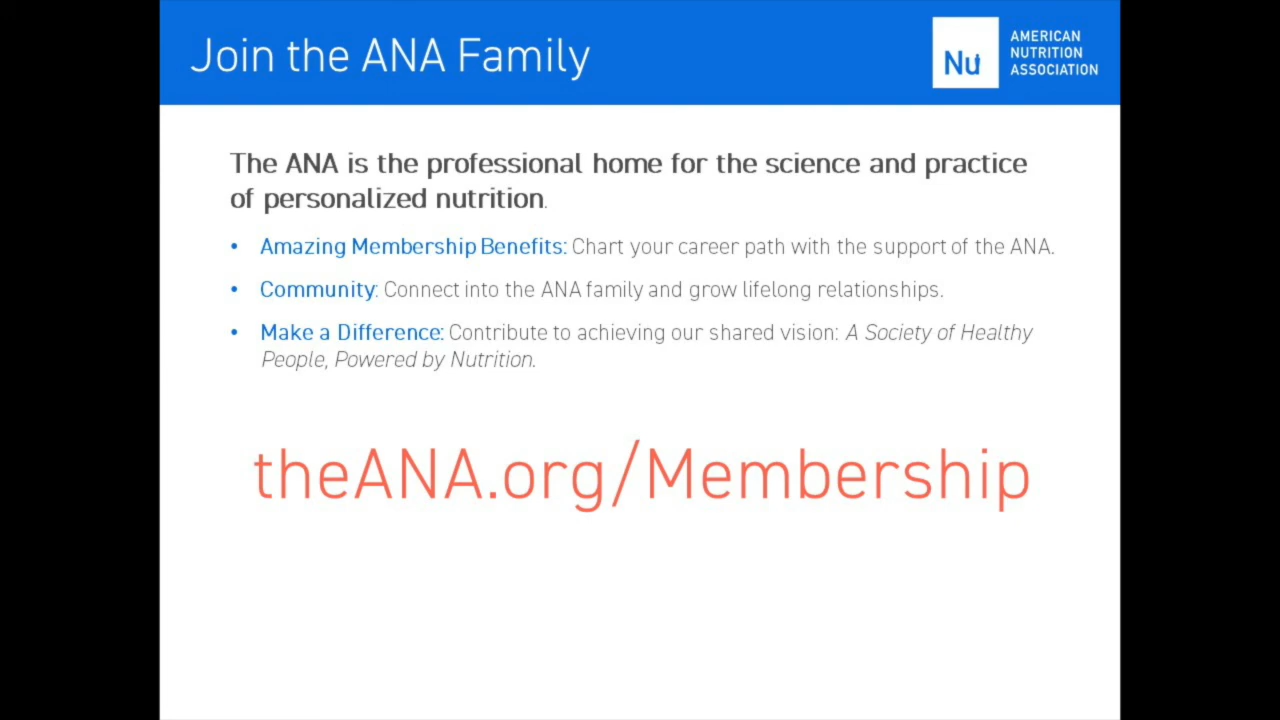 Join the ANA Family
Nu
AMERICAN
NUTRITION
ASSOCIATION
The ANA is the professional home for the science and practice
of personalized nutrition.
• Amazing Membership Benefits: Chart your career path with the support of the ANA.
• Community: Connect into the ANA family and grow lifelong relationships.
• Make a Difference: Contribute to achieving our shared vision: A Society of Healthy
People, Powered by Nutrition.
theANA.org/Membership